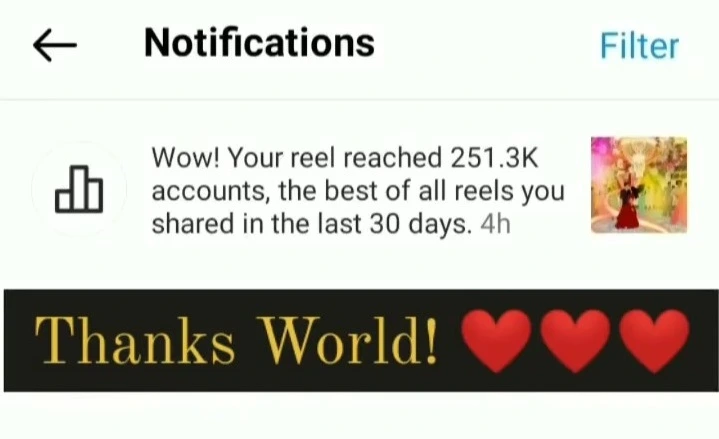 Notifications
Filter
Wow! Your reel reached 251.3K
accounts, the best of all reels you
shared in the last 30 days. 4h
Thanks World! ❤️❤️❤️